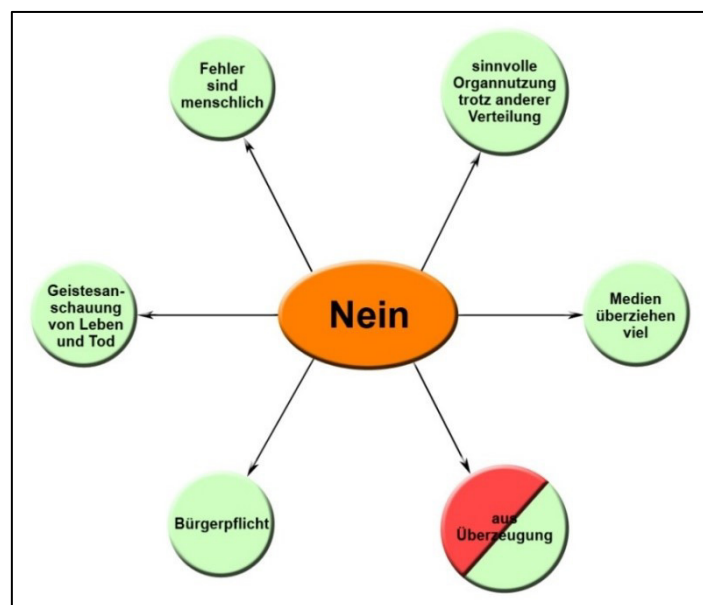 Fehler
sind
menschlich
sinnvolle
Organnutzung
trotz anderer
Verteilung
Geistesan-
schauung
von Leben
und Tod
Nein
Medien
überziehen
viel
Bürgerpflicht
aus
Überzeugung